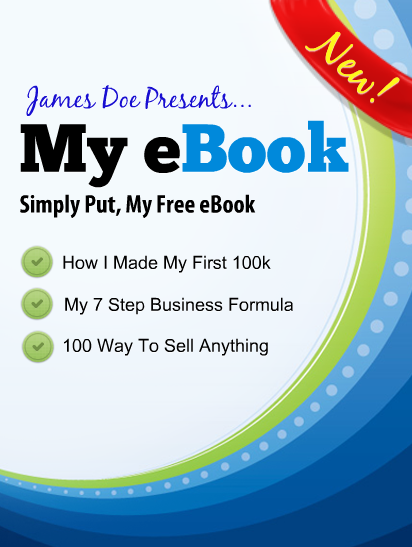 New!
James Doe Presents...
My eBook
Simply Put, My Free eBook
How I Made My First 100k
My 7 Step Business Formula
100 Way To Sell Anything